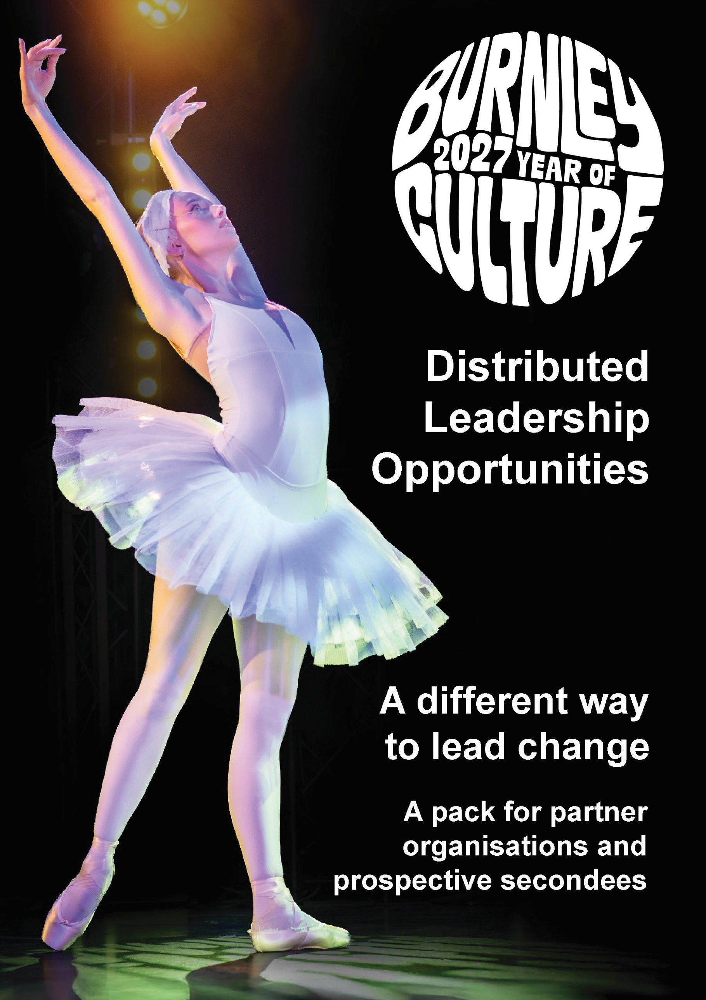 BURNLEY
2027 YEAR OF
CULTURE
Distributed
Leadership
Opportunities
A different way
to lead change
A pack for partner
organisations and
prospective secondees